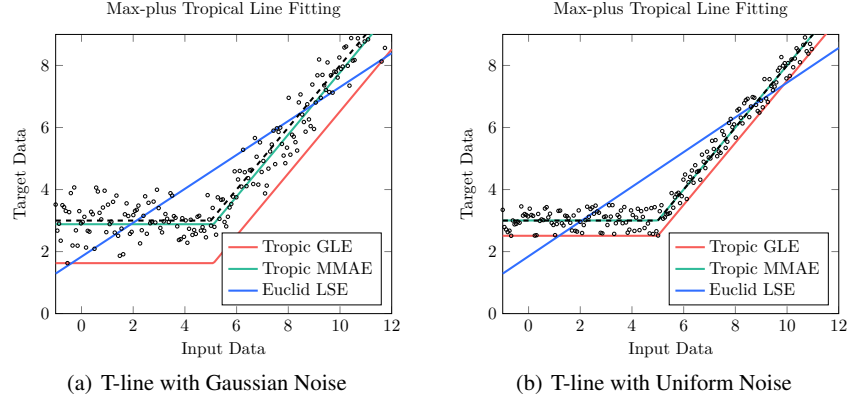 Max-plus Tropical Line Fitting
Target Data
8
6
4
2
0
Tropic GLE
Tropic MMAE
Euclid LSE
0 2 4 6 8 10 12
Input Data
(a) T-line with Gaussian Noise
Max-plus Tropical Line Fitting
Target Data
8
6
4
2
0
Tropic GLE
Tropic MMAE
Euclid LSE
0 2 4 6 8 10 12
Input Data
(b) T-line with Uniform Noise